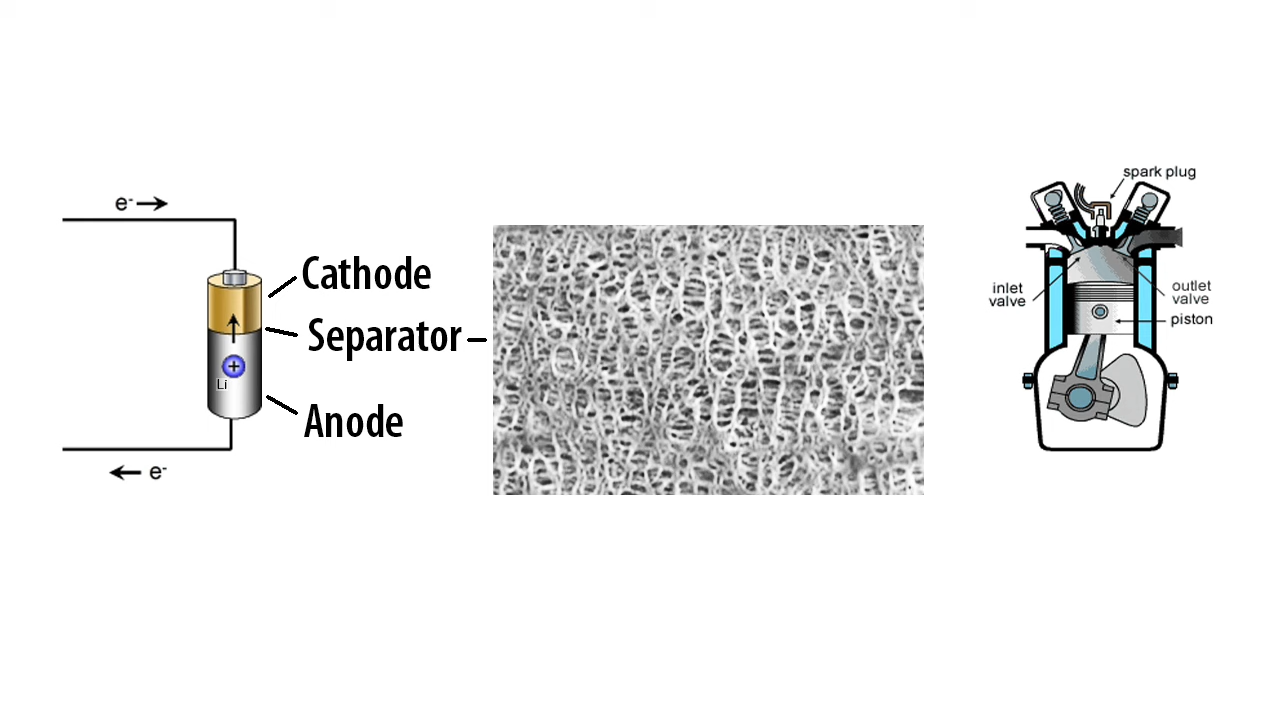 e⁻
Cathode
Separator
Anode
+
Li
e⁻
spark plug
inlet
valve
outlet
valve
piston